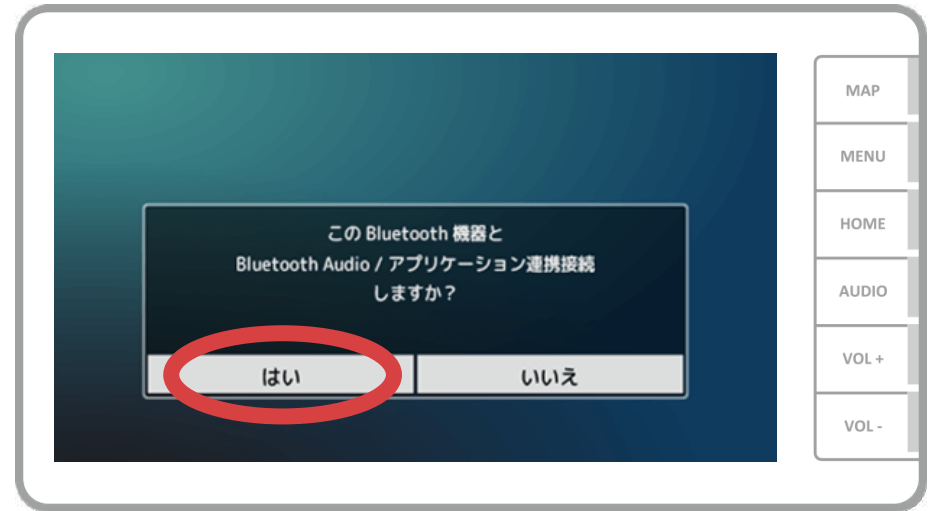 この Bluetooth 機器と
Bluetooth Audio / アプリケーション連携接続
しますか？
はい
いいえ
MAP
MENU
HOME
AUDIO
VOL +
VOL -